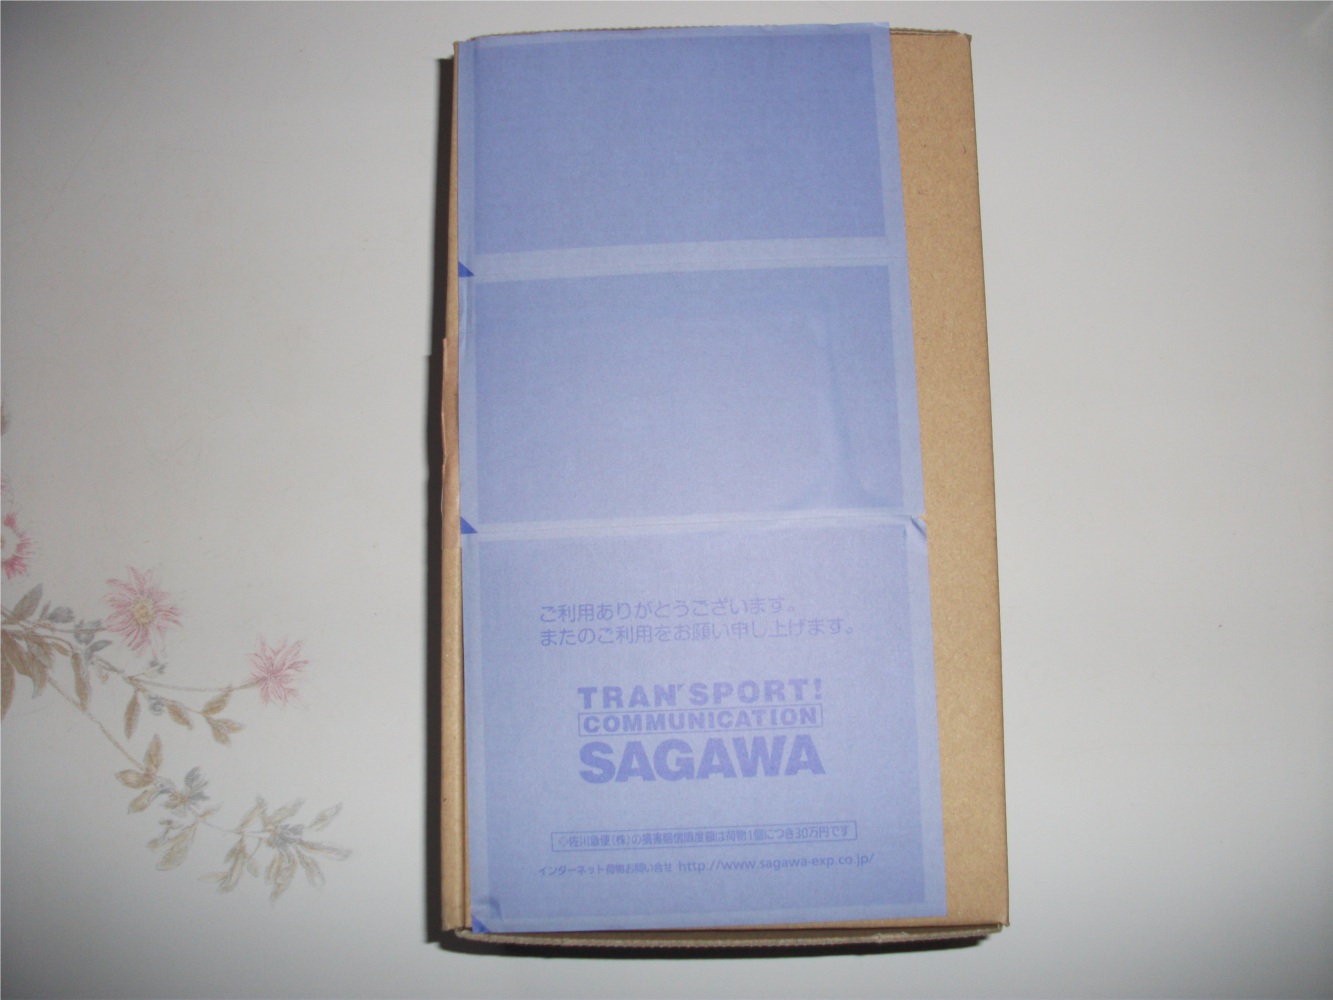 ご利用ありがとうございます。
またのご利用をお願い申し上げます。
TRAN'SPORT!
COMMUNICATION
SAGAWA
◇佐川急便(株)の損害賠償限度額は荷物1個につき30万円です
インターネット荷物お問い合せ http://www.sagawa-exp.co.jp/